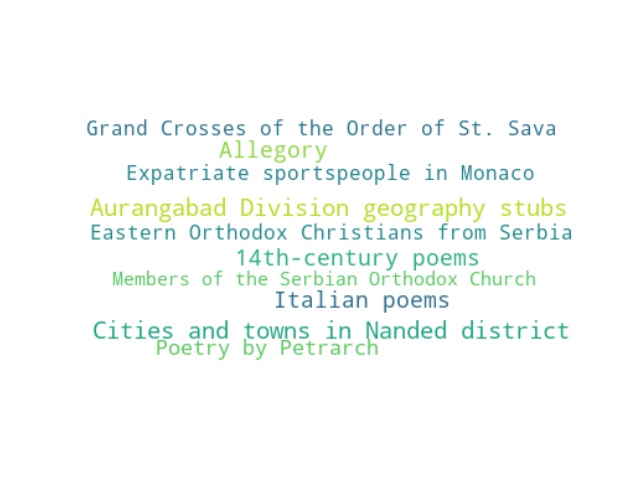 Grand Crosses of the Order of St. Sava
Allegory
Expatriate sportspeople in Monaco
Aurangabad Division geography stubs
Eastern Orthodox Christians from Serbia
14th-century poems
Members of the Serbian Orthodox Church
Italian poems
Cities and towns in Nanded district
Poetry by Petrarch